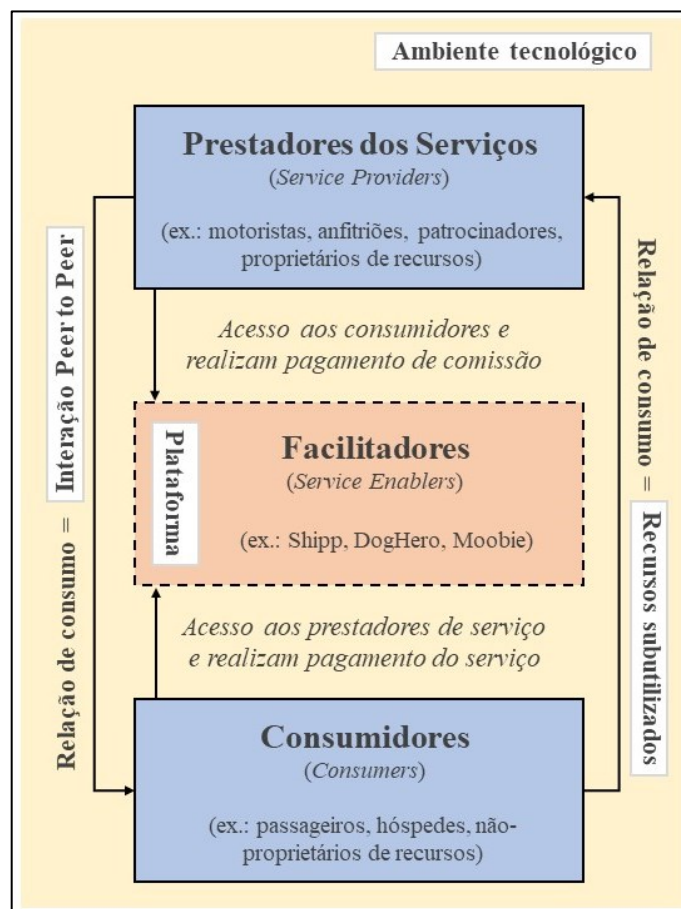 Ambiente tecnológico
Prestadores dos Serviços
(Service Providers)
(ex.: motoristas, anfitriões, patrocinadores,
proprietários de recursos)
Acesso aos consumidores e
realizam pagamento de comissão
Relação de consumo = Interação Peer to Peer
Plataforma
Facilitadores
(Service Enablers)
(ex.: Shipp, DogHero, Moobie)
Relação de consumo = Recursos subutilizados
Acesso aos prestadores de serviço
e realizam pagamento do serviço
Consumidores
(Consumers)
(ex.: passageiros, hóspedes, não-
proprietários de recursos)